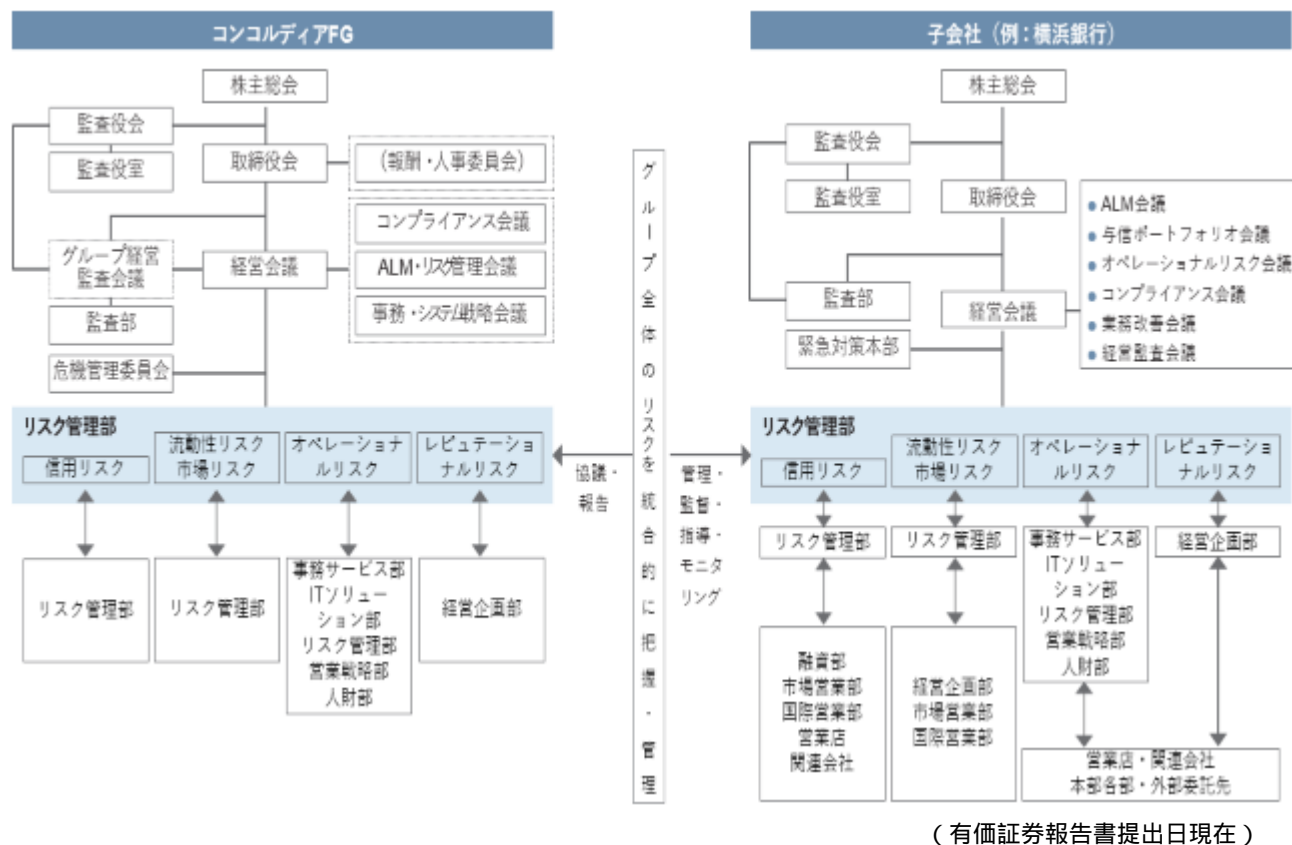 コンコルディアFG
株主総会
監査役会
監査役室
取締役会
(報酬・人事委員会)
コンプライアンス会議
グループ経営
監査会議
経営会議
ALM・リスク管理会議
監査部
事務・システム戦略会議
危機管理委員会
リスク管理部
信用リスク
流動性リスク
市場リスク
オペレーショナ
ルリスク
レピュテーショ
ナルリスク
リスク管理部
リスク管理部
事務サービス部
ITソリュー
ション部
リスク管理部
営業戦略部
人財部
経営企画部
協議・
報告
グループ全体のリスクを統合的に把握・管理
管理・
監督・
指導・
モニタ
リング
子会社(例:横浜銀行)
株主総会
監査役会
監査役室
取締役会
監査部
経営会議
緊急対策本部
●ALM会議
●与信ポートフォリオ会議
●オペレーショナルリスク会議
●コンプライアンス会議
●業務改善会議
●経営監査会議
リスク管理部
信用リスク
流動性リスク
市場リスク
オペレーショナ
ルリスク
レピュテーショ
ナルリスク
リスク管理部
リスク管理部
事務サービス部
ITソリュー
ション部
リスク管理部
営業戦略部
人財部
経営企画部
融資部
市場営業部
国際営業部
営業店
関連会社
経営企画部
市場営業部
国際営業部
営業店・関連会社
本部各部・外部委託先
(有価証券報告書提出日現在)